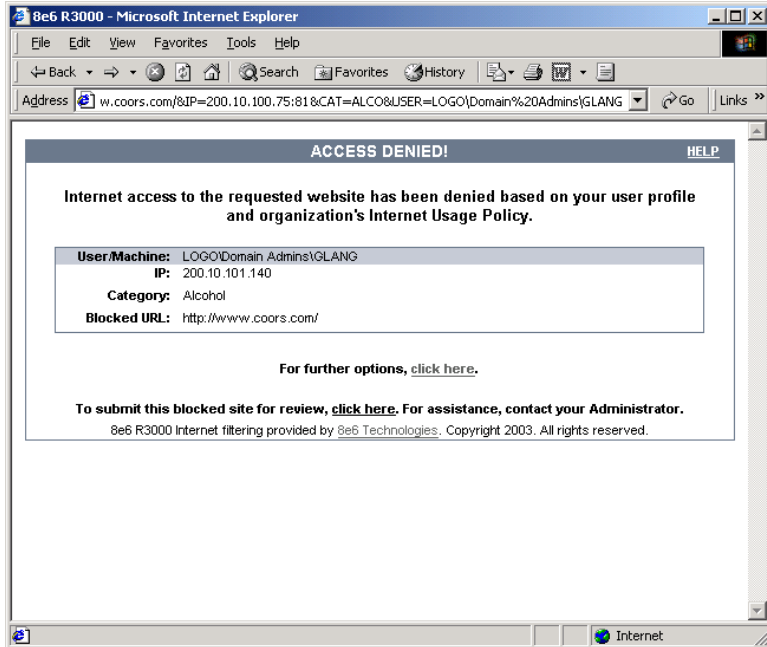 8e6 R3000 - Microsoft Internet Explorer
File Edit View Favorites Tools Help
Back Search Favorites History
Address w.coors.com/&IP=200.10.100.75:81&CAT=ALCO&USER=LOGO\Domain%20Admins\GLANG Go Links »
ACCESS DENIED! HELP
Internet access to the requested website has been denied based on your user profile
and organization's Internet Usage Policy.
User/Machine: LOGO\Domain Admins\GLANG
IP: 200.10.101.140
Category: Alcohol
Blocked URL: http://www.coors.com/
For further options, click here.
To submit this blocked site for review, click here. For assistance, contact your Administrator.
8e6 R3000 Internet filtering provided by 8e6 Technologies. Copyright 2003. All rights reserved.
Internet